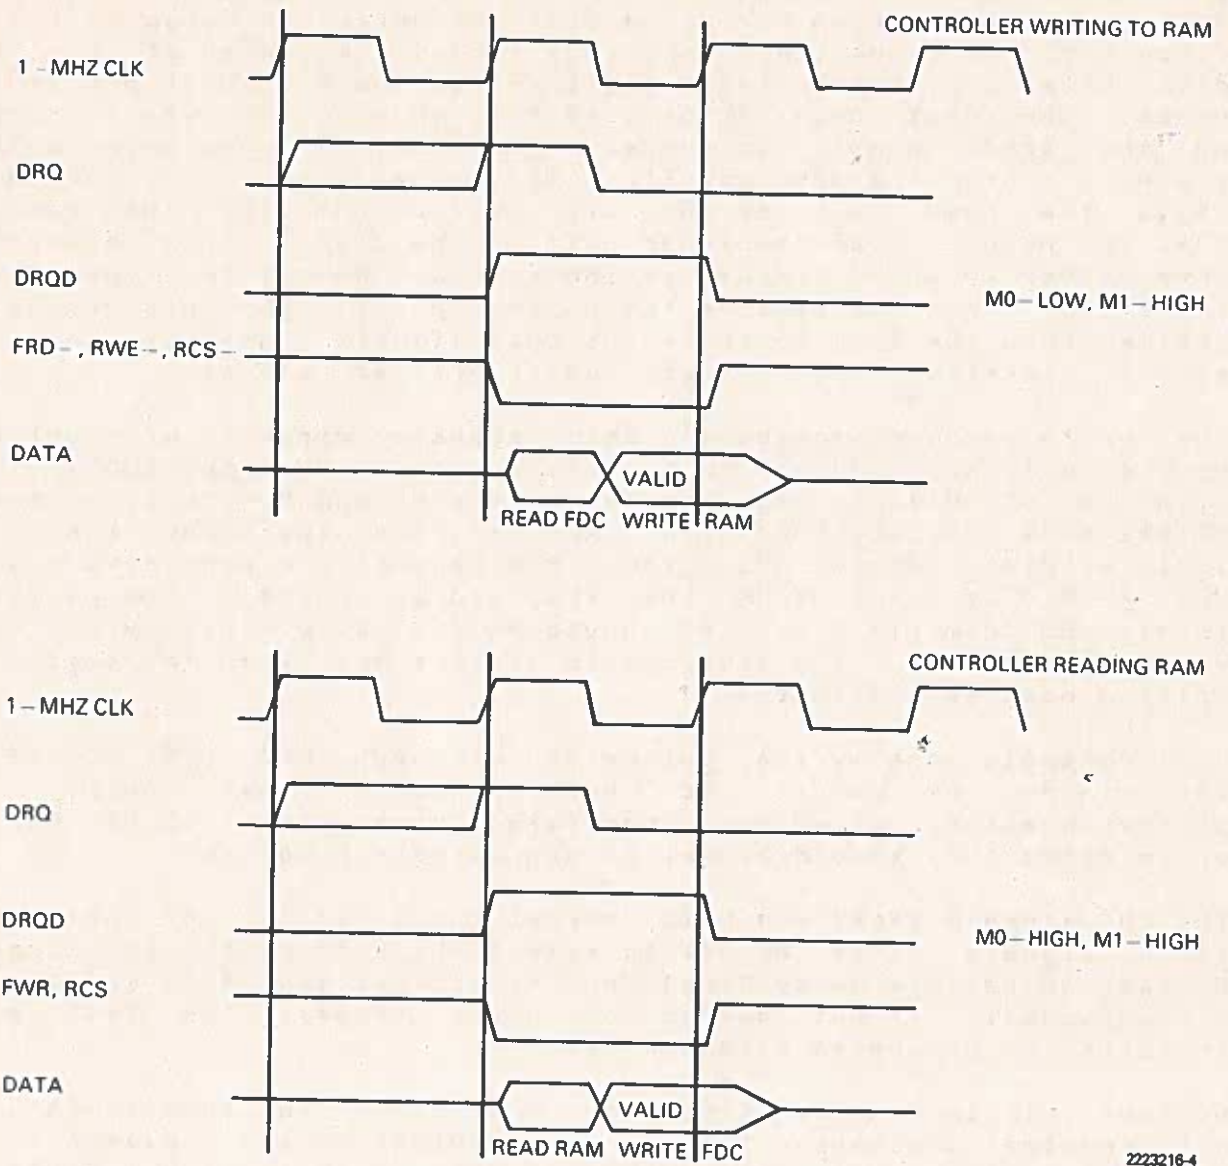 CONTROLLER WRITING TO RAM
1-MHZ CLK
DRQ
DRQD
M0-LOW, M1-HIGH
FRD-, RWE-, RCS-
DATA
VALID
READ FDC WRITE RAM
CONTROLLER READING RAM
1-MHZ CLK
DRQ
DRQD
M0-HIGH, M1-HIGH
FWR, RCS
DATA
VALID
READ RAM WRITE FDC
2223216-4